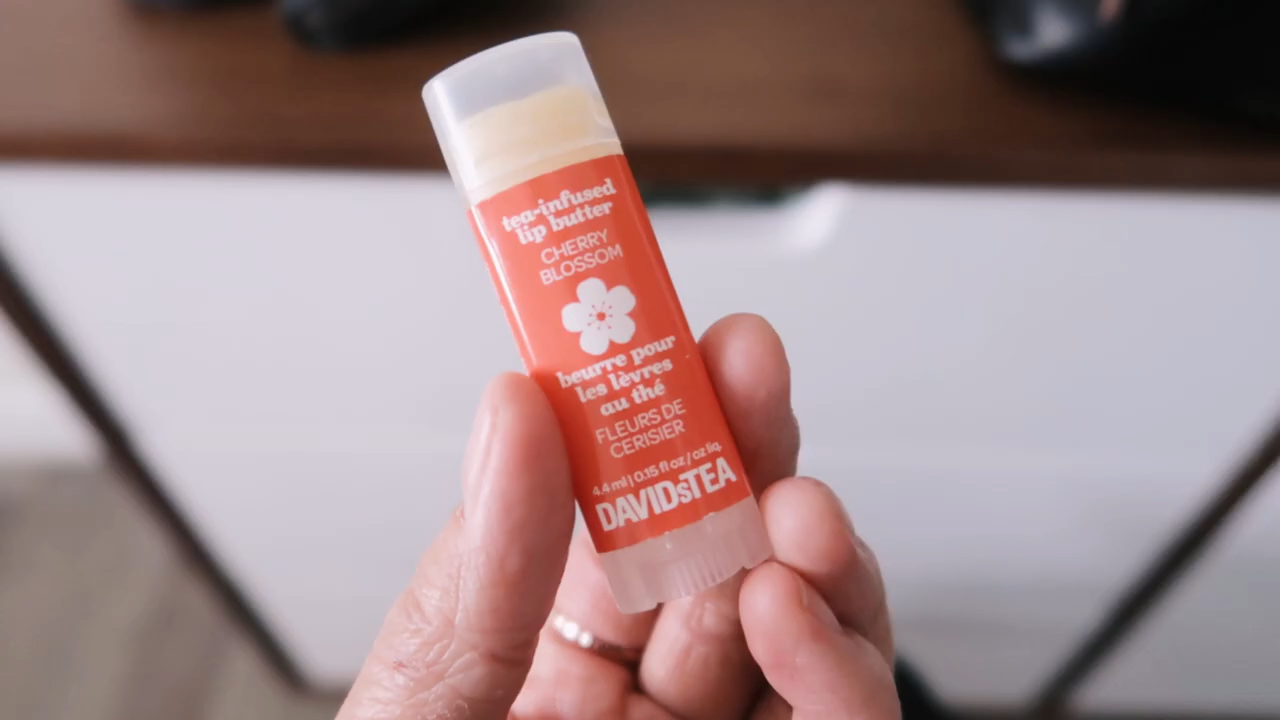 tea-infused
lip butter
CHERRY
BLOSSOM
beurre pour
les lèvres
au thé
FLEURS DE
CERISIER
4.4 ml | 0.15 fl oz / oz liq.
DAVIDsTEA